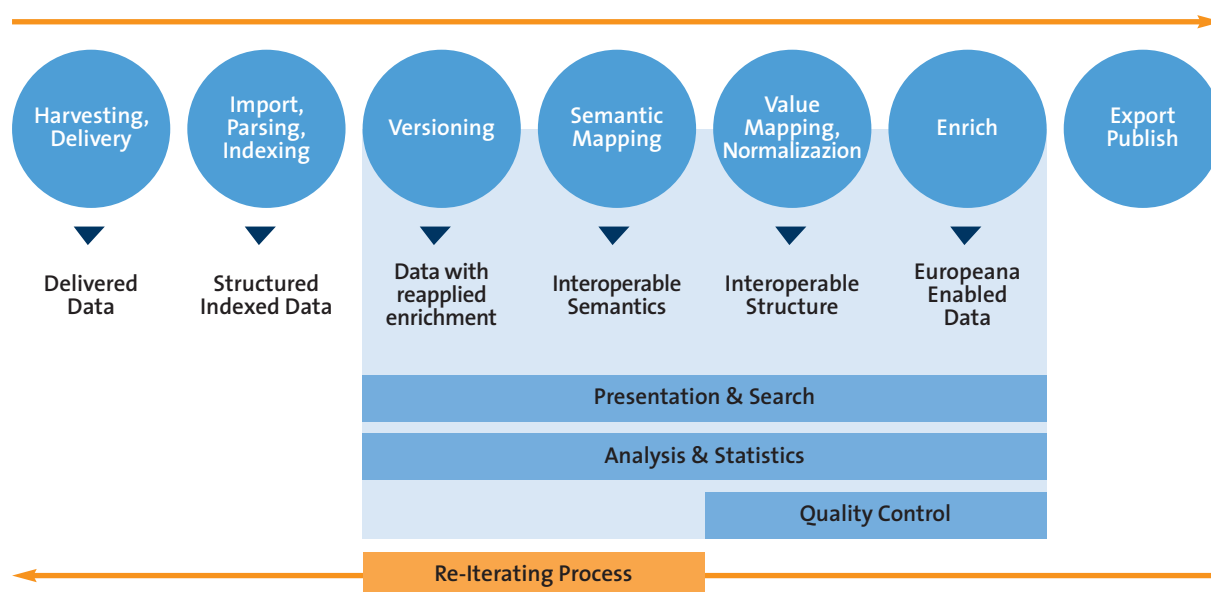 Harvesting,
Delivery
Import,
Parsing,
Indexing
Versioning
Semantic
Mapping
Value
Mapping,
Normalizazion
Enrich
Export
Publish
Delivered
Data
Structured
Indexed Data
Data with
reapplied
enrichment
Interoperable
Semantics
Interoperable
Structure
Europeana
Enabled
Data
Presentation & Search
Analysis & Statistics
Quality Control
Re-Iterating Process